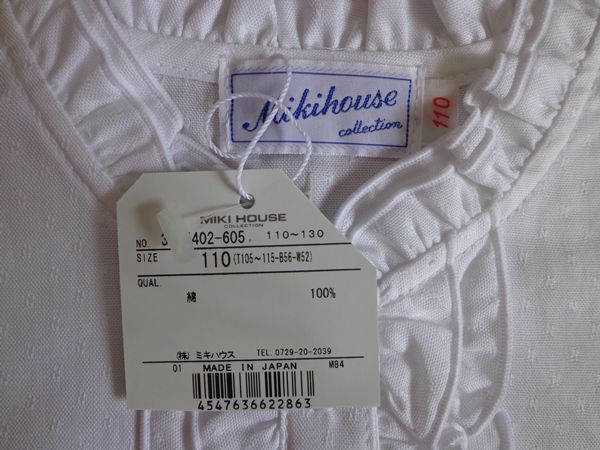 Mikihouse
collection
110
MIKI HOUSE
COLLECTION
NO. 3 402-605, 110~130
SIZE 110 (T105~115-B56-W52)
QUAL.
綿 100%
㈱ ミキハウス TEL.0729-20-2039
01 MADE IN JAPAN M84
4547636622863